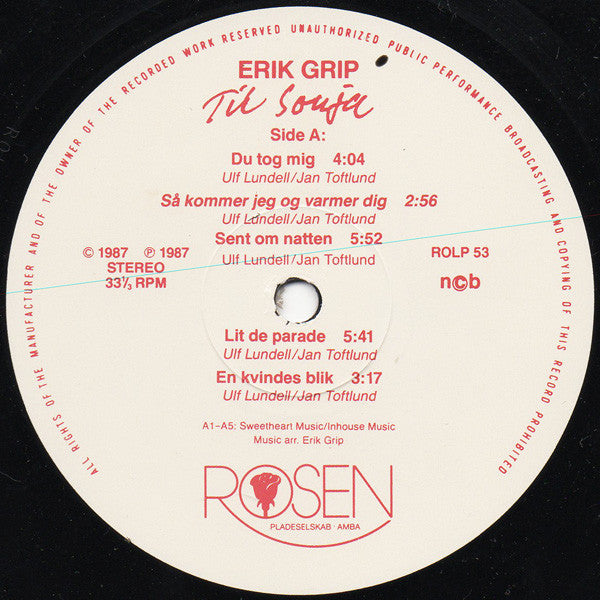 ALL RIGHTS OF THE MANUFACTURER AND OF THE OWNER OF THE RECORDED WORK RESERVED UNAUTHORIZED PUBLIC PERFORMANCE BROADCASTING AND COPYING OF THIS RECORD PROHIBITED
ERIK GRIP
Til Sonja
Side A:
Du tog mig 4:04
Ulf Lundell/Jan Toftlund
Så kommer jeg og varmer dig 2:56
Ulf Lundell/Jan Toftlund
Sent om natten 5:52
Ulf Lundell/Jan Toftlund
© 1987 ℗ 1987
STEREO
33⅓ RPM
ROLP 53
n©b
Lit de parade 5:41
Ulf Lundell/Jan Toftlund
En kvindes blik 3:17
Ulf Lundell/Jan Toftlund
A1–A5: Sweetheart Music/Inhouse Music
Music arr. Erik Grip
ROSEN
PLADESELSKAB · AMBA